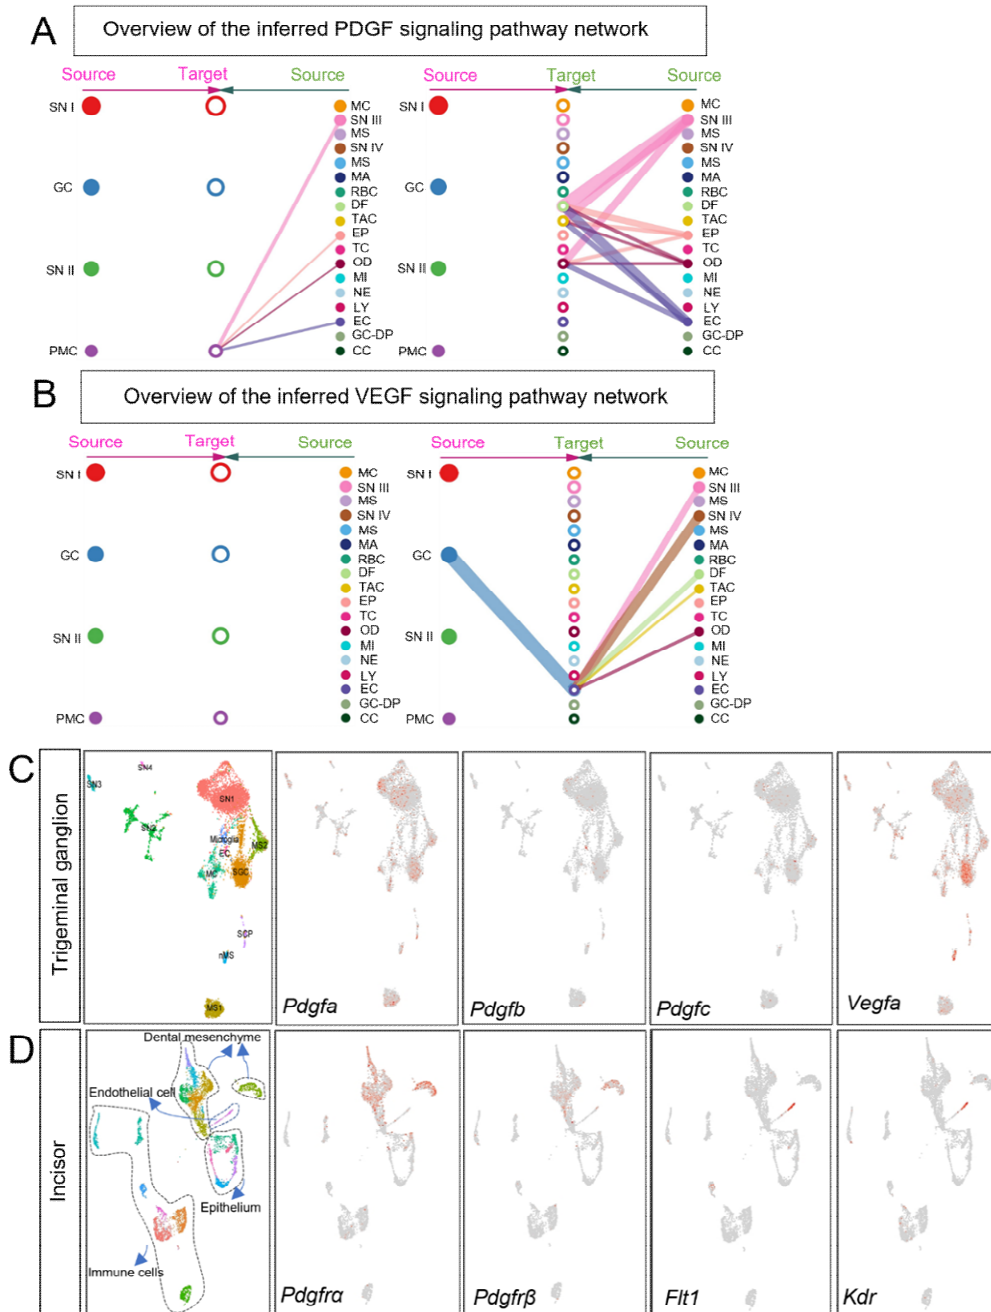 A
Overview of the inferred PDGF signaling pathway network
Source Target Source Source Target Source
SN I
GC
SN II
PMC
MC
SN III
MS
SN IV
MS
MA
RBC
DF
TAC
EP
TC
OD
MI
NE
LY
EC
GC-DP
CC
SN I
GC
SN II
PMC
MC
SN III
MS
SN IV
MS
MA
RBC
DF
TAC
EP
TC
OD
MI
NE
LY
EC
GC-DP
CC
B
Overview of the inferred VEGF signaling pathway network
Source Target Source Source Target Source
SN I
GC
SN II
PMC
MC
SN III
MS
SN IV
MS
MA
RBC
DF
TAC
EP
TC
OD
MI
NE
LY
EC
GC-DP
CC
SN I
GC
SN II
PMC
MC
SN III
MS
SN IV
MS
MA
RBC
DF
TAC
EP
TC
OD
MI
NE
LY
EC
GC-DP
CC
C
Trigeminal ganglion
SN4
SN3
SN1
SN2
Microglia
EC
MS2
MC
SGC
SCP
nMS
MS1
Pdgfa
Pdgfb
Pdgfc
Vegfa
D
Incisor
Dental mesenchyme
Endothelial cell
Epithelium
Immune cells
Pdgfrα
Pdgfrβ
Flt1
Kdr